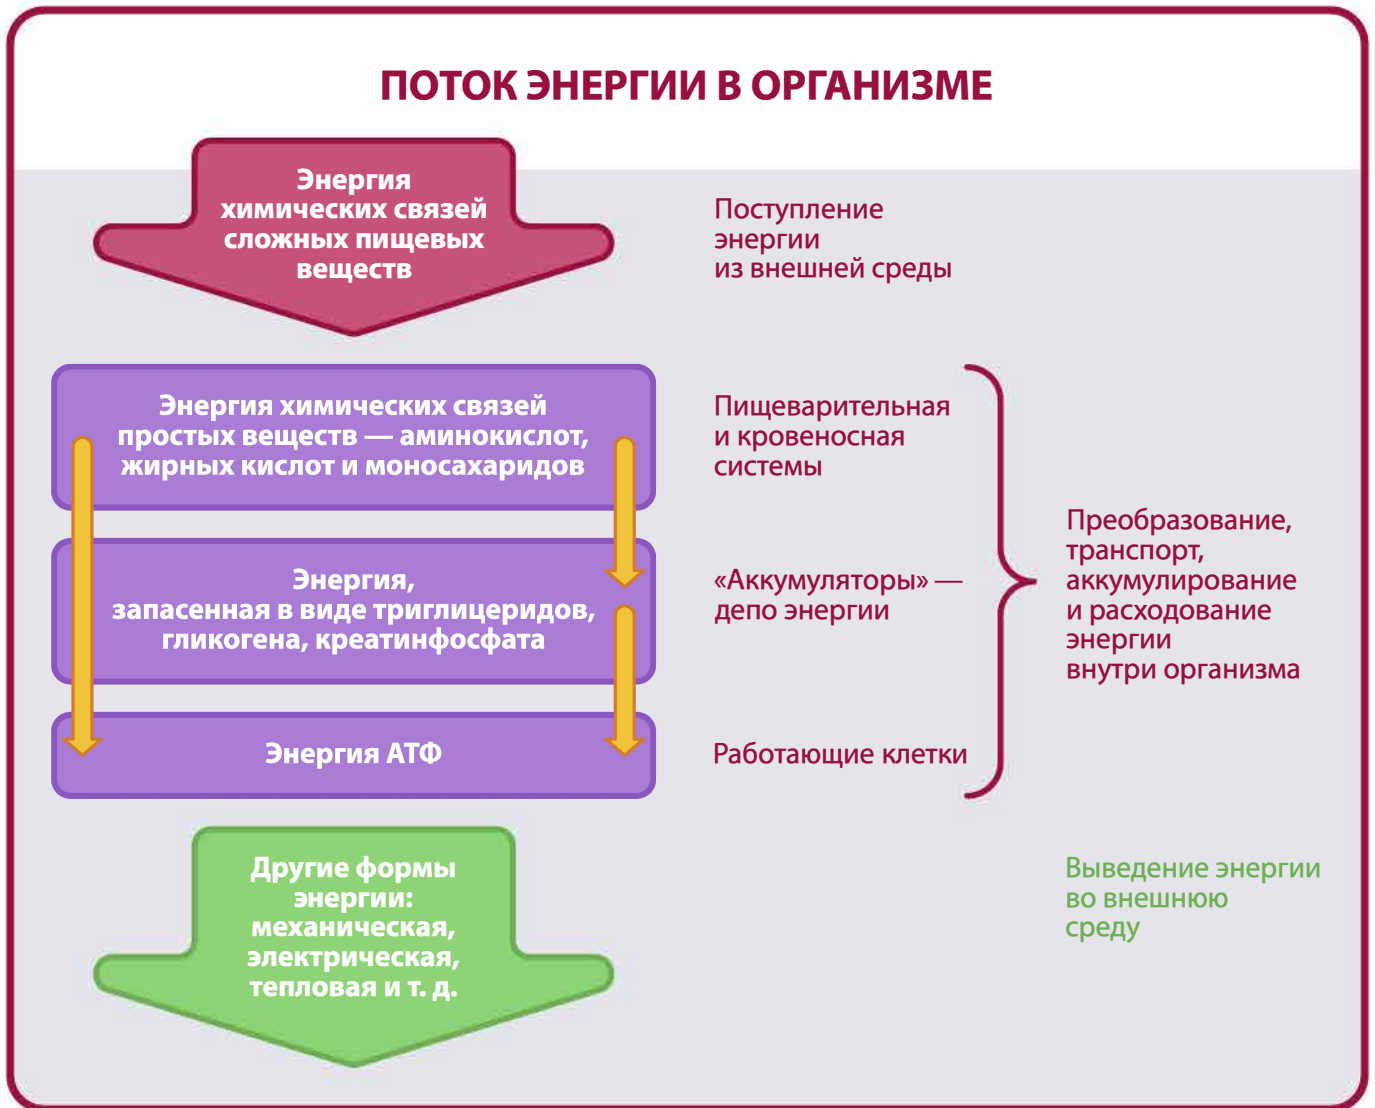 ПОТОК ЭНЕРГИИ В ОРГАНИЗМЕ
Энергия
химических связей
сложных пищевых
веществ
Поступление
энергии
из внешней среды
Энергия химических связей
простых веществ — аминокислот,
жирных кислот и моносахаридов
Пищеварительная
и кровеносная
системы
Энергия,
запасенная в виде триглицеридов,
гликогена, креатинфосфата
«Аккумуляторы» —
депо энергии
Энергия АТФ
Работающие клетки
Преобразование,
транспорт,
аккумулирование
и расходование
энергии
внутри организма
Другие формы
энергии:
механическая,
электрическая,
тепловая и т. д.
Выведение энергии
во внешнюю
среду